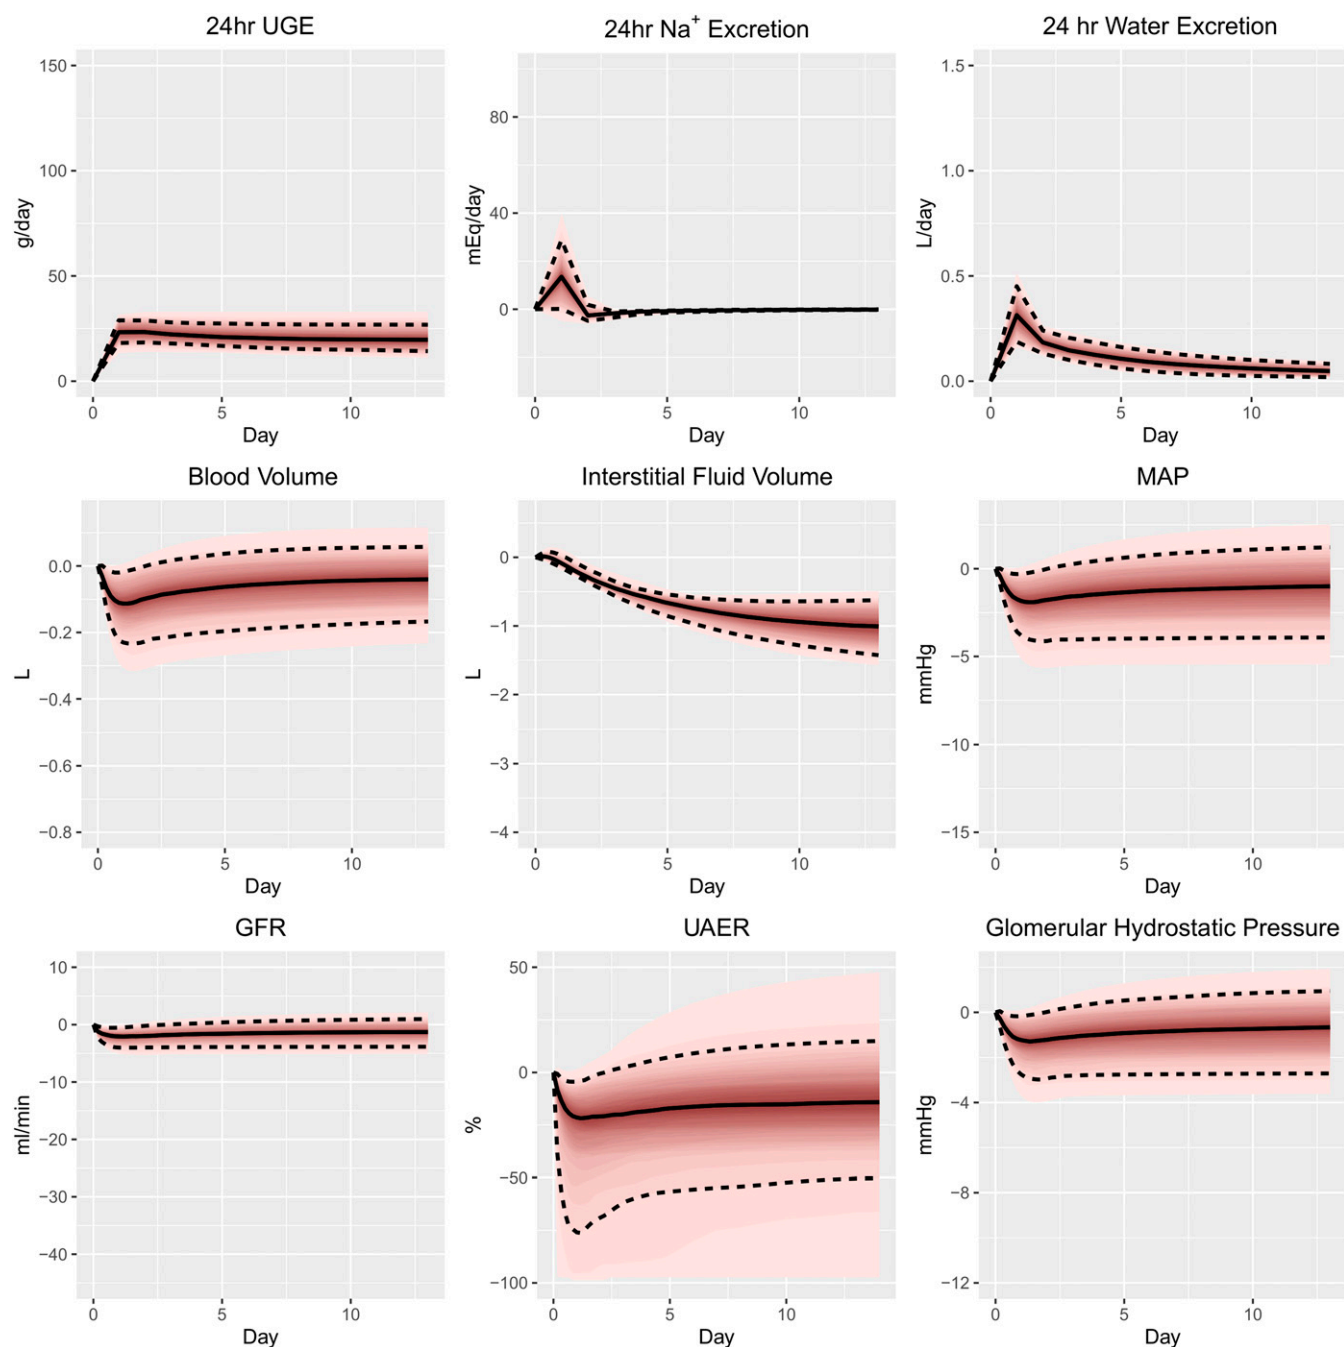 24hr UGE
150
100
50
0
g/day
0 5 10
Day
24hr Na+ Excretion
80
40
0
mEq/day
0 5 10
Day
24 hr Water Excretion
1.5
1.0
0.5
0.0
L/day
0 5 10
Day
Blood Volume
0.0
−0.2
−0.4
−0.6
−0.8
L
0 5 10
Day
Interstitial Fluid Volume
0
−1
−2
−3
−4
L
0 5 10
Day
MAP
0
−5
−10
−15
mmHg
0 5 10
Day
GFR
10
0
−10
−20
−30
−40
ml/min
0 5 10
Day
UAER
50
0
−50
−100
%
0 5 10
Day
Glomerular Hydrostatic Pressure
0
−4
−8
−12
mmHg
0 5 10
Day